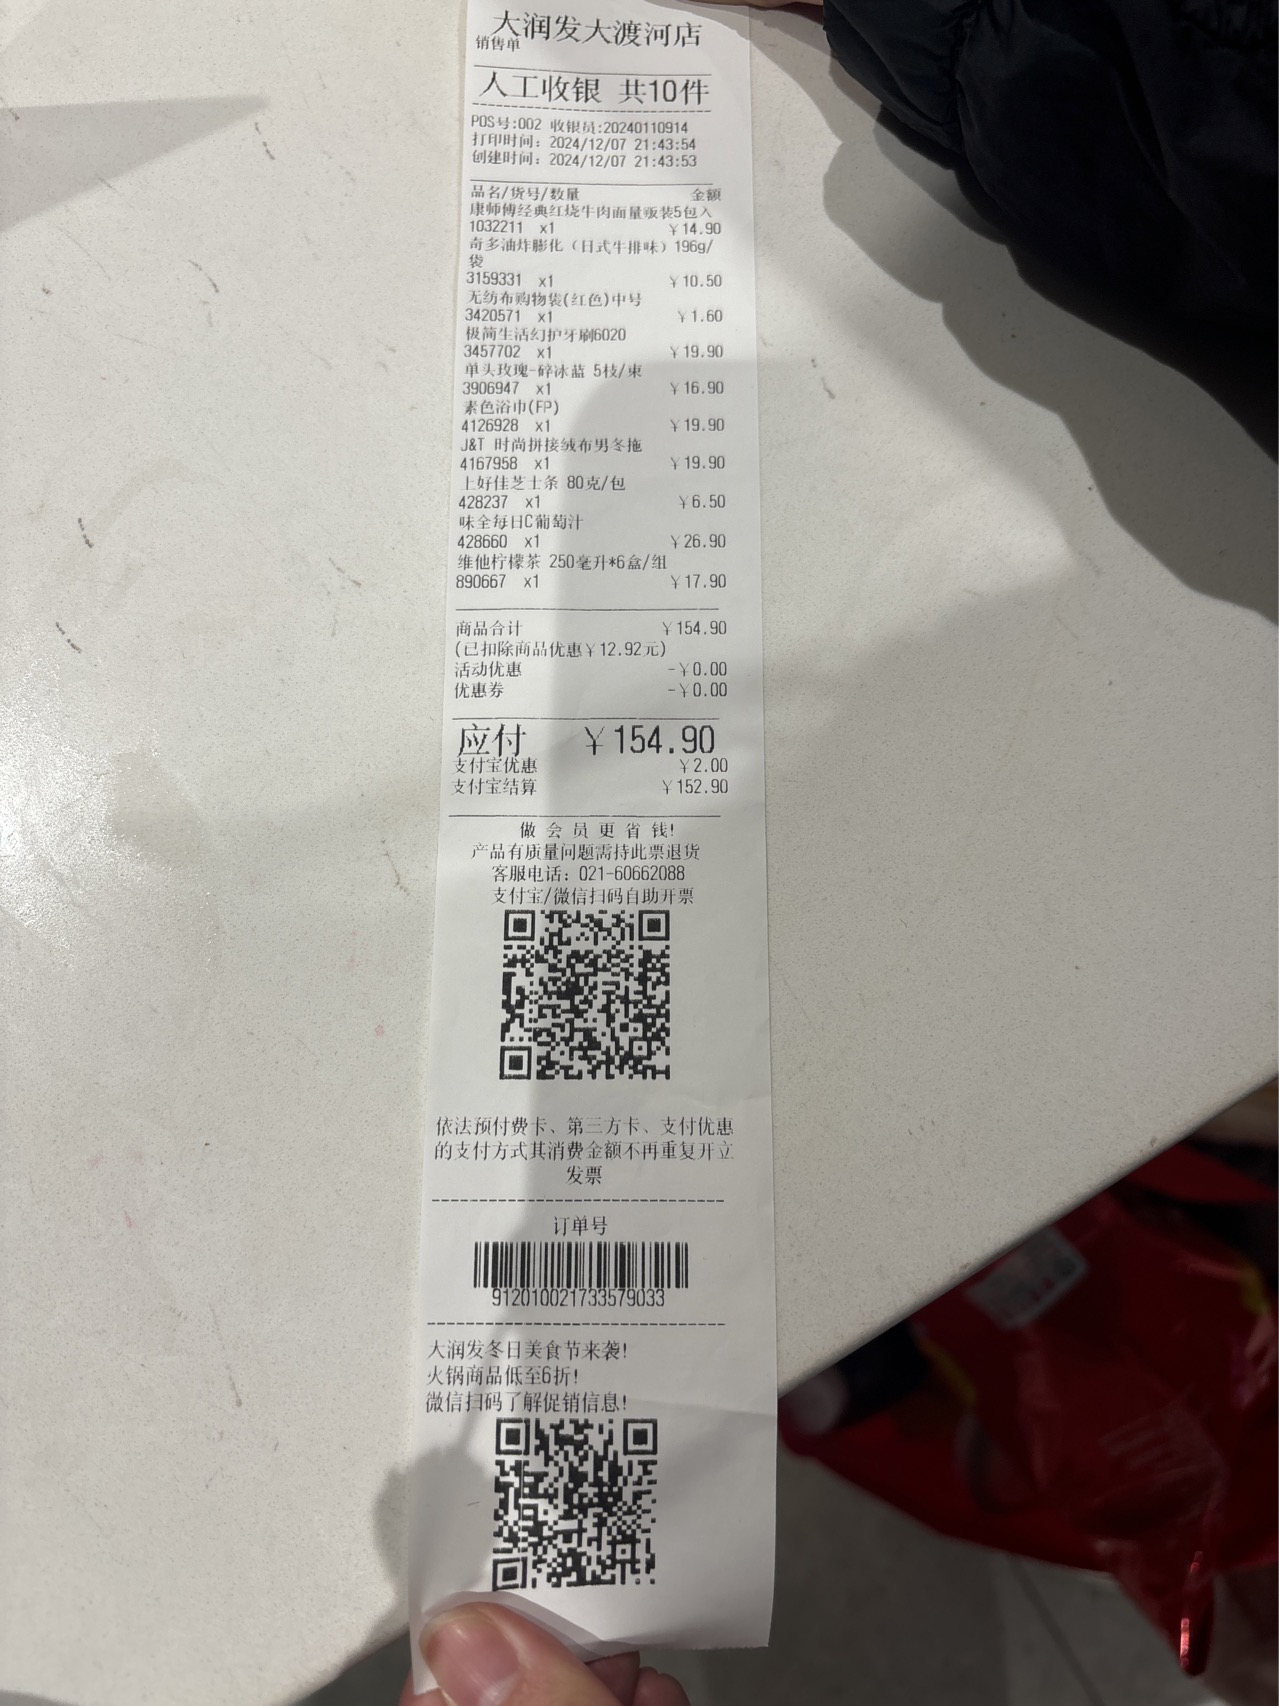 大润发大渡河店
销售单
人工收银 共10件
POS号:002 收银员:20240110914
打印时间: 2024/12/07 21:43:54
创建时间: 2024/12/07 21:43:53
品名/货号/数量 金额
康师傅经典红烧牛肉面量贩装5包入
1032211 x1 ￥14.90
奇多油炸膨化（日式牛排味）196g/
袋
3159331 x1 ￥10.50
无纺布购物袋(红色)中号
3420571 x1 ￥1.60
极简生活幻护牙刷6020
3457702 x1 ￥19.90
单头玫瑰-碎冰蓝 5枝/束
3906947 x1 ￥16.90
素色浴巾(FP)
4126928 x1 ￥19.90
J&T 时尚拼接绒布男冬拖
4167958 x1 ￥19.90
上好佳芝士条 80克/包
428237 x1 ￥6.50
味全每日C葡萄汁
428660 x1 ￥26.90
维他柠檬茶 250毫升*6盒/组
890667 x1 ￥17.90
商品合计 ￥154.90
(已扣除商品优惠￥12.92元)
活动优惠 -￥0.00
优惠券 -￥0.00
应付 ￥154.90
支付宝优惠 ￥2.00
支付宝结算 ￥152.90
做 会 员 更 省 钱!
产品有质量问题需持此票退货
客服电话: 021-60662088
支付宝/微信扫码自助开票
依法预付费卡、第三方卡、支付优惠
的支付方式其消费金额不再重复开立
发票
订单号
912010021733579033
大润发冬日美食节来袭!
火锅商品低至6折!
微信扫码了解促销信息!